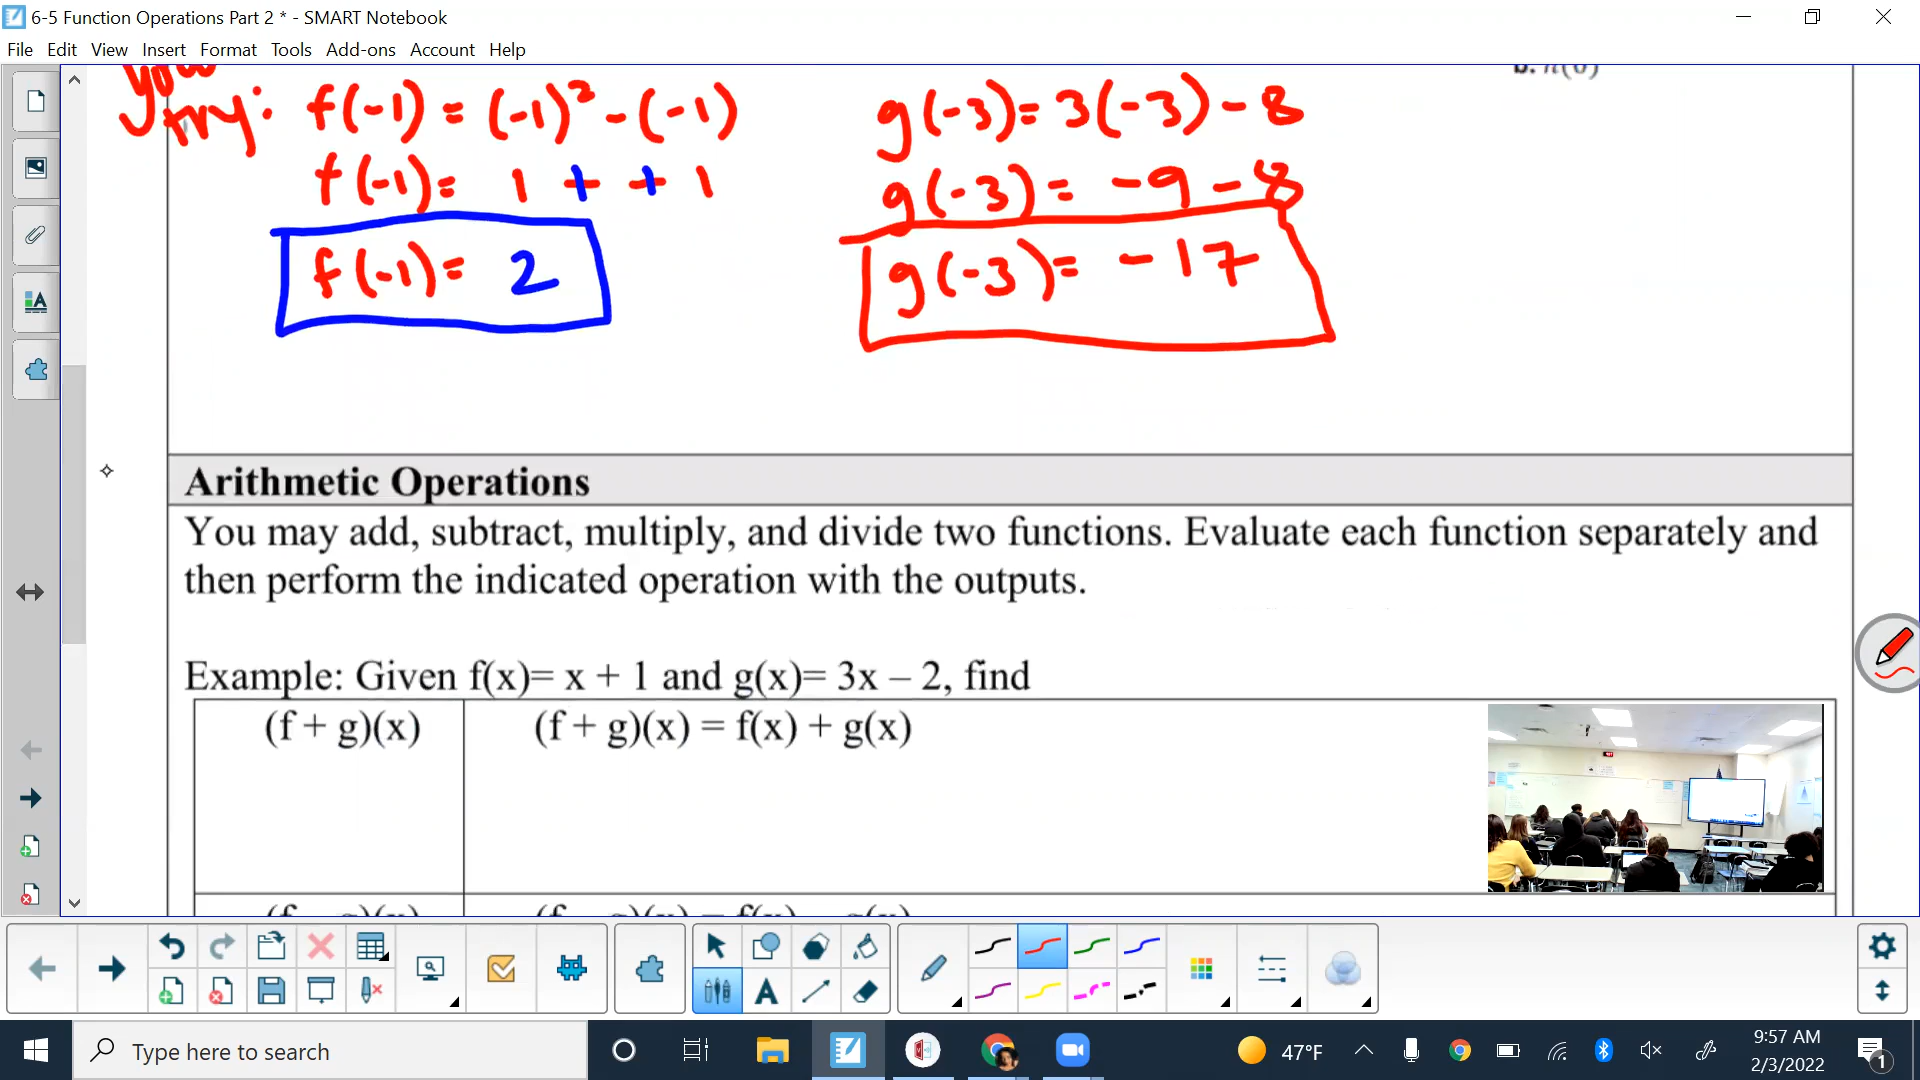 6-5 Function Operations Part 2 * - SMART Notebook
File Edit View Insert Format Tools Add-ons Account Help
you
try: f(-1) = (-1)² - (-1)
f(-1) = 1 + + 1
f(-1) = 2
g(-3) = 3(-3) - 8
g(-3) = -9 - 8
g(-3) = -17
Arithmetic Operations
You may add, subtract, multiply, and divide two functions. Evaluate each function separately and
then perform the indicated operation with the outputs.
Example: Given f(x)= x + 1 and g(x)= 3x – 2, find
(f + g)(x) (f + g)(x) = f(x) + g(x)
Type here to search
47°F
9:57 AM
2/3/2022
1